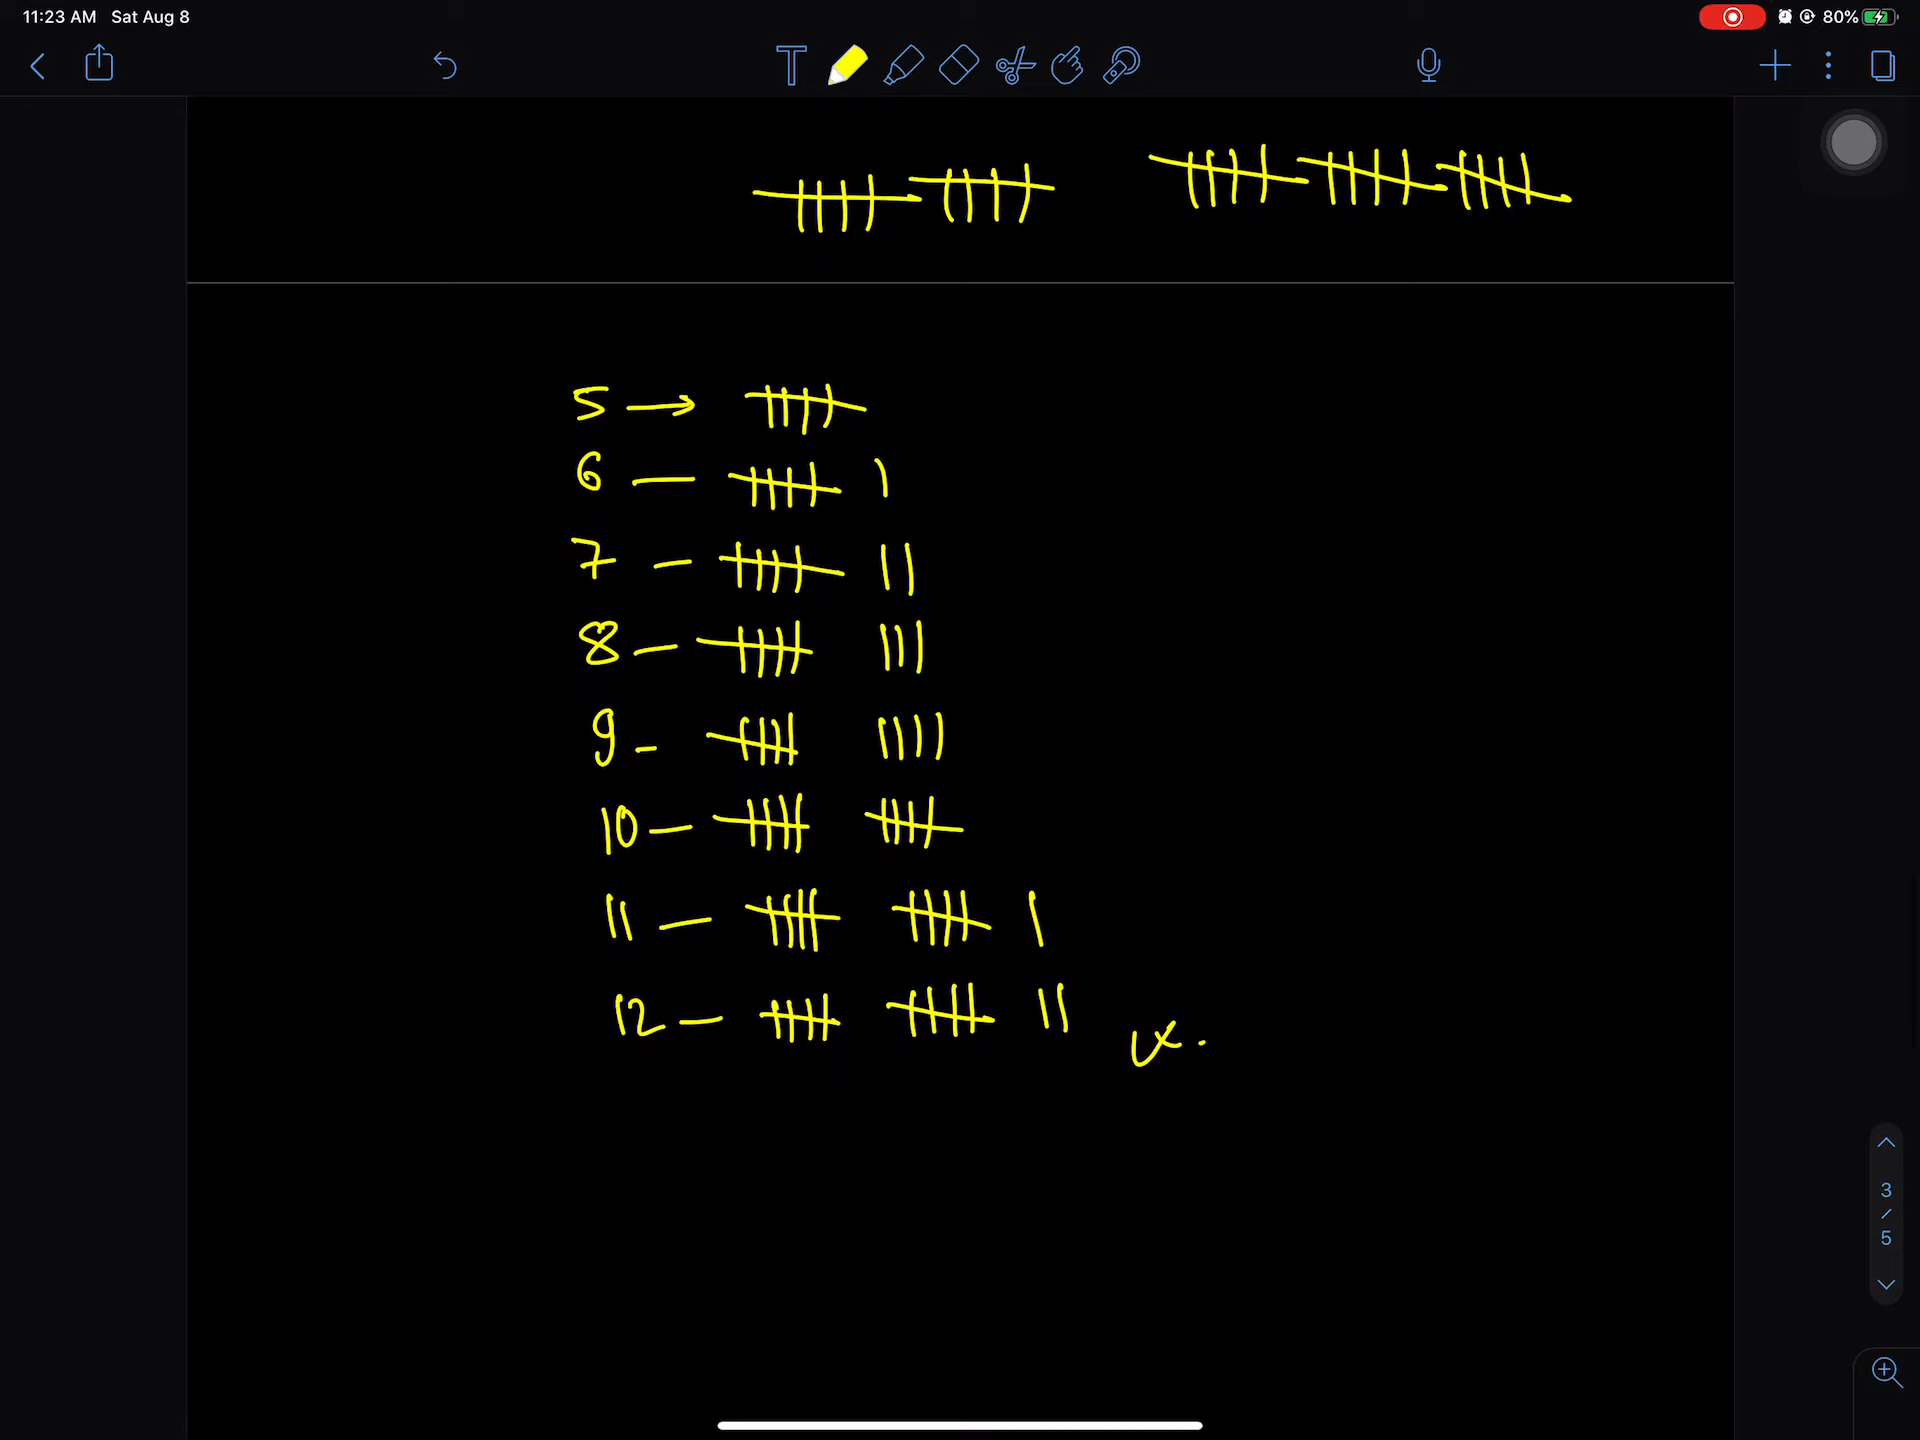 11:23 AM Sat Aug 8
80%
T
5 →
6 — |
7 — ||
8 — |||
9 - ||||
10 —
11 — |
12 — ||
3
/
5